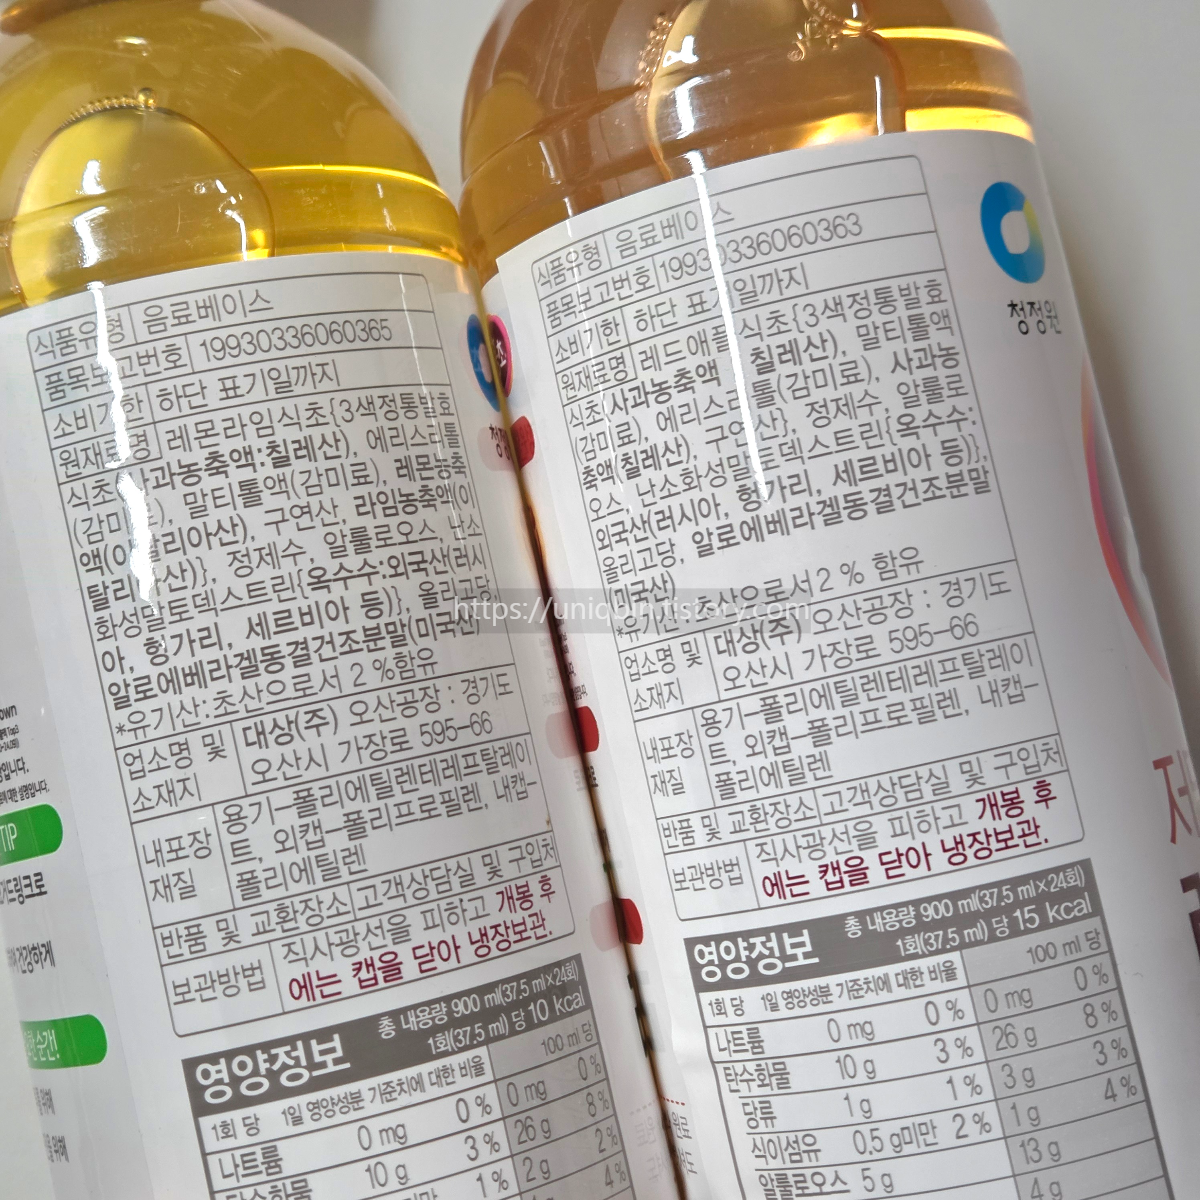 식품유형 음료베이스
품목보고번호 19930336060365
소비기한 하단 표기일까지
원재료명 레몬라임식초{3색정통발효
식초(사과농축액:칠레산), 에리스리톨
(감미료), 말티톨액(감미료), 레몬농축
액(이탈리아산), 구연산, 라임농축액(이
탈리아산)}, 정제수, 알룰로오스, 난소
화성말토덱스트린{옥수수:외국산(러시
아, 헝가리, 세르비아 등)}, 올리고당,
알로에베라겔동결건조분말(미국산)
*유기산:초산으로서 2 %함유
업소명 및 소재지 대상(주) 오산공장 : 경기도
오산시 가장로 595-66
내포장 재질 용기-폴리에틸렌테레프탈레이
트, 외캡-폴리프로필렌, 내캡-
폴리에틸렌
반품 및 교환장소 고객상담실 및 구입처
보관방법 직사광선을 피하고 개봉 후
에는 캡을 닫아 냉장보관.
영양정보 총 내용량 900 ml(37.5 ml×24회)
1회(37.5 ml) 당 10 kcal
1회 당 1일 영양성분 기준치에 대한 비율 100 ml 당
나트륨 0 mg 0 % 0 mg 0 %
탄수화물 10 g 3 % 26 g 8 %
1 % 2 g 2 %
4 %
식품유형 음료베이스
품목보고번호 19930336060363
소비기한 하단 표기일까지
원재료명 레드애플식초{3색정통발효
식초(사과농축액:칠레산), 말티톨액
(감미료), 에리스리톨(감미료), 사과농
축액(칠레산), 구연산}, 정제수, 알룰로
오스, 난소화성말토덱스트린{옥수수:
외국산(러시아, 헝가리, 세르비아 등)},
올리고당, 알로에베라겔동결건조분말
(미국산)
*유기산:초산으로서 2 % 함유
업소명 및 소재지 대상(주) 오산공장 : 경기도
오산시 가장로 595-66
내포장 재질 용기-폴리에틸렌테레프탈레이
트, 외캡-폴리프로필렌, 내캡-
폴리에틸렌
반품 및 교환장소 고객상담실 및 구입처
보관방법 직사광선을 피하고 개봉 후
에는 캡을 닫아 냉장보관.
영양정보 총 내용량 900 ml(37.5 ml×24회)
1회(37.5 ml) 당 15 kcal
1회 당 1일 영양성분 기준치에 대한 비율 100 ml 당
나트륨 0 mg 0 % 0 mg 0 %
탄수화물 10 g 3 % 26 g 8 %
당류 1 g 1 % 3 g 3 %
식이섬유 0.5 g미만 2 % 1 g 4 %
알룰로오스 5 g 13 g
4 g
청정원
https://uniqbin.tistory.com
TIP